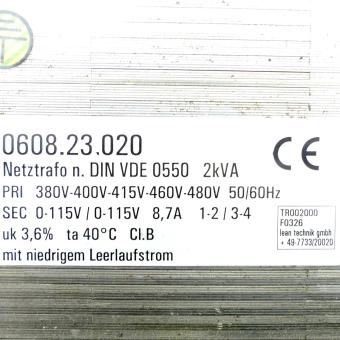 0608.23.020
Netztrafo n. DIN VDE 0550 2kVA
PRI 380V-400V-415V-460V-480V 50/60Hz
SEC 0-115V / 0-115V 8,7A 1-2 / 3-4
uk 3,6% ta 40°C Cl.B
mit niedrigem Leerlaufstrom
CE
TR002000
F0326
lean technik gmbh
+ 49-7733/20020